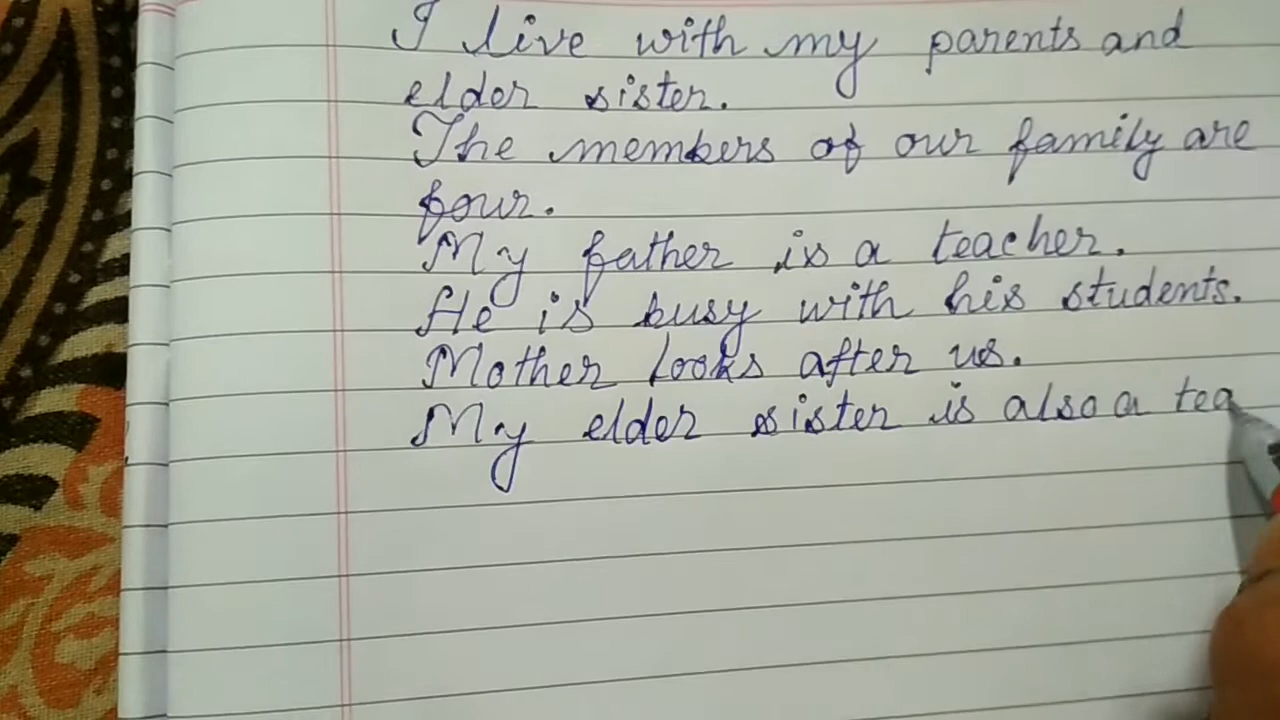 I live with my parents and
elder sister.
The members of our family are
four.
My father is a teacher.
He is busy with his students.
Mother looks after us.
My elder sister is also a tea